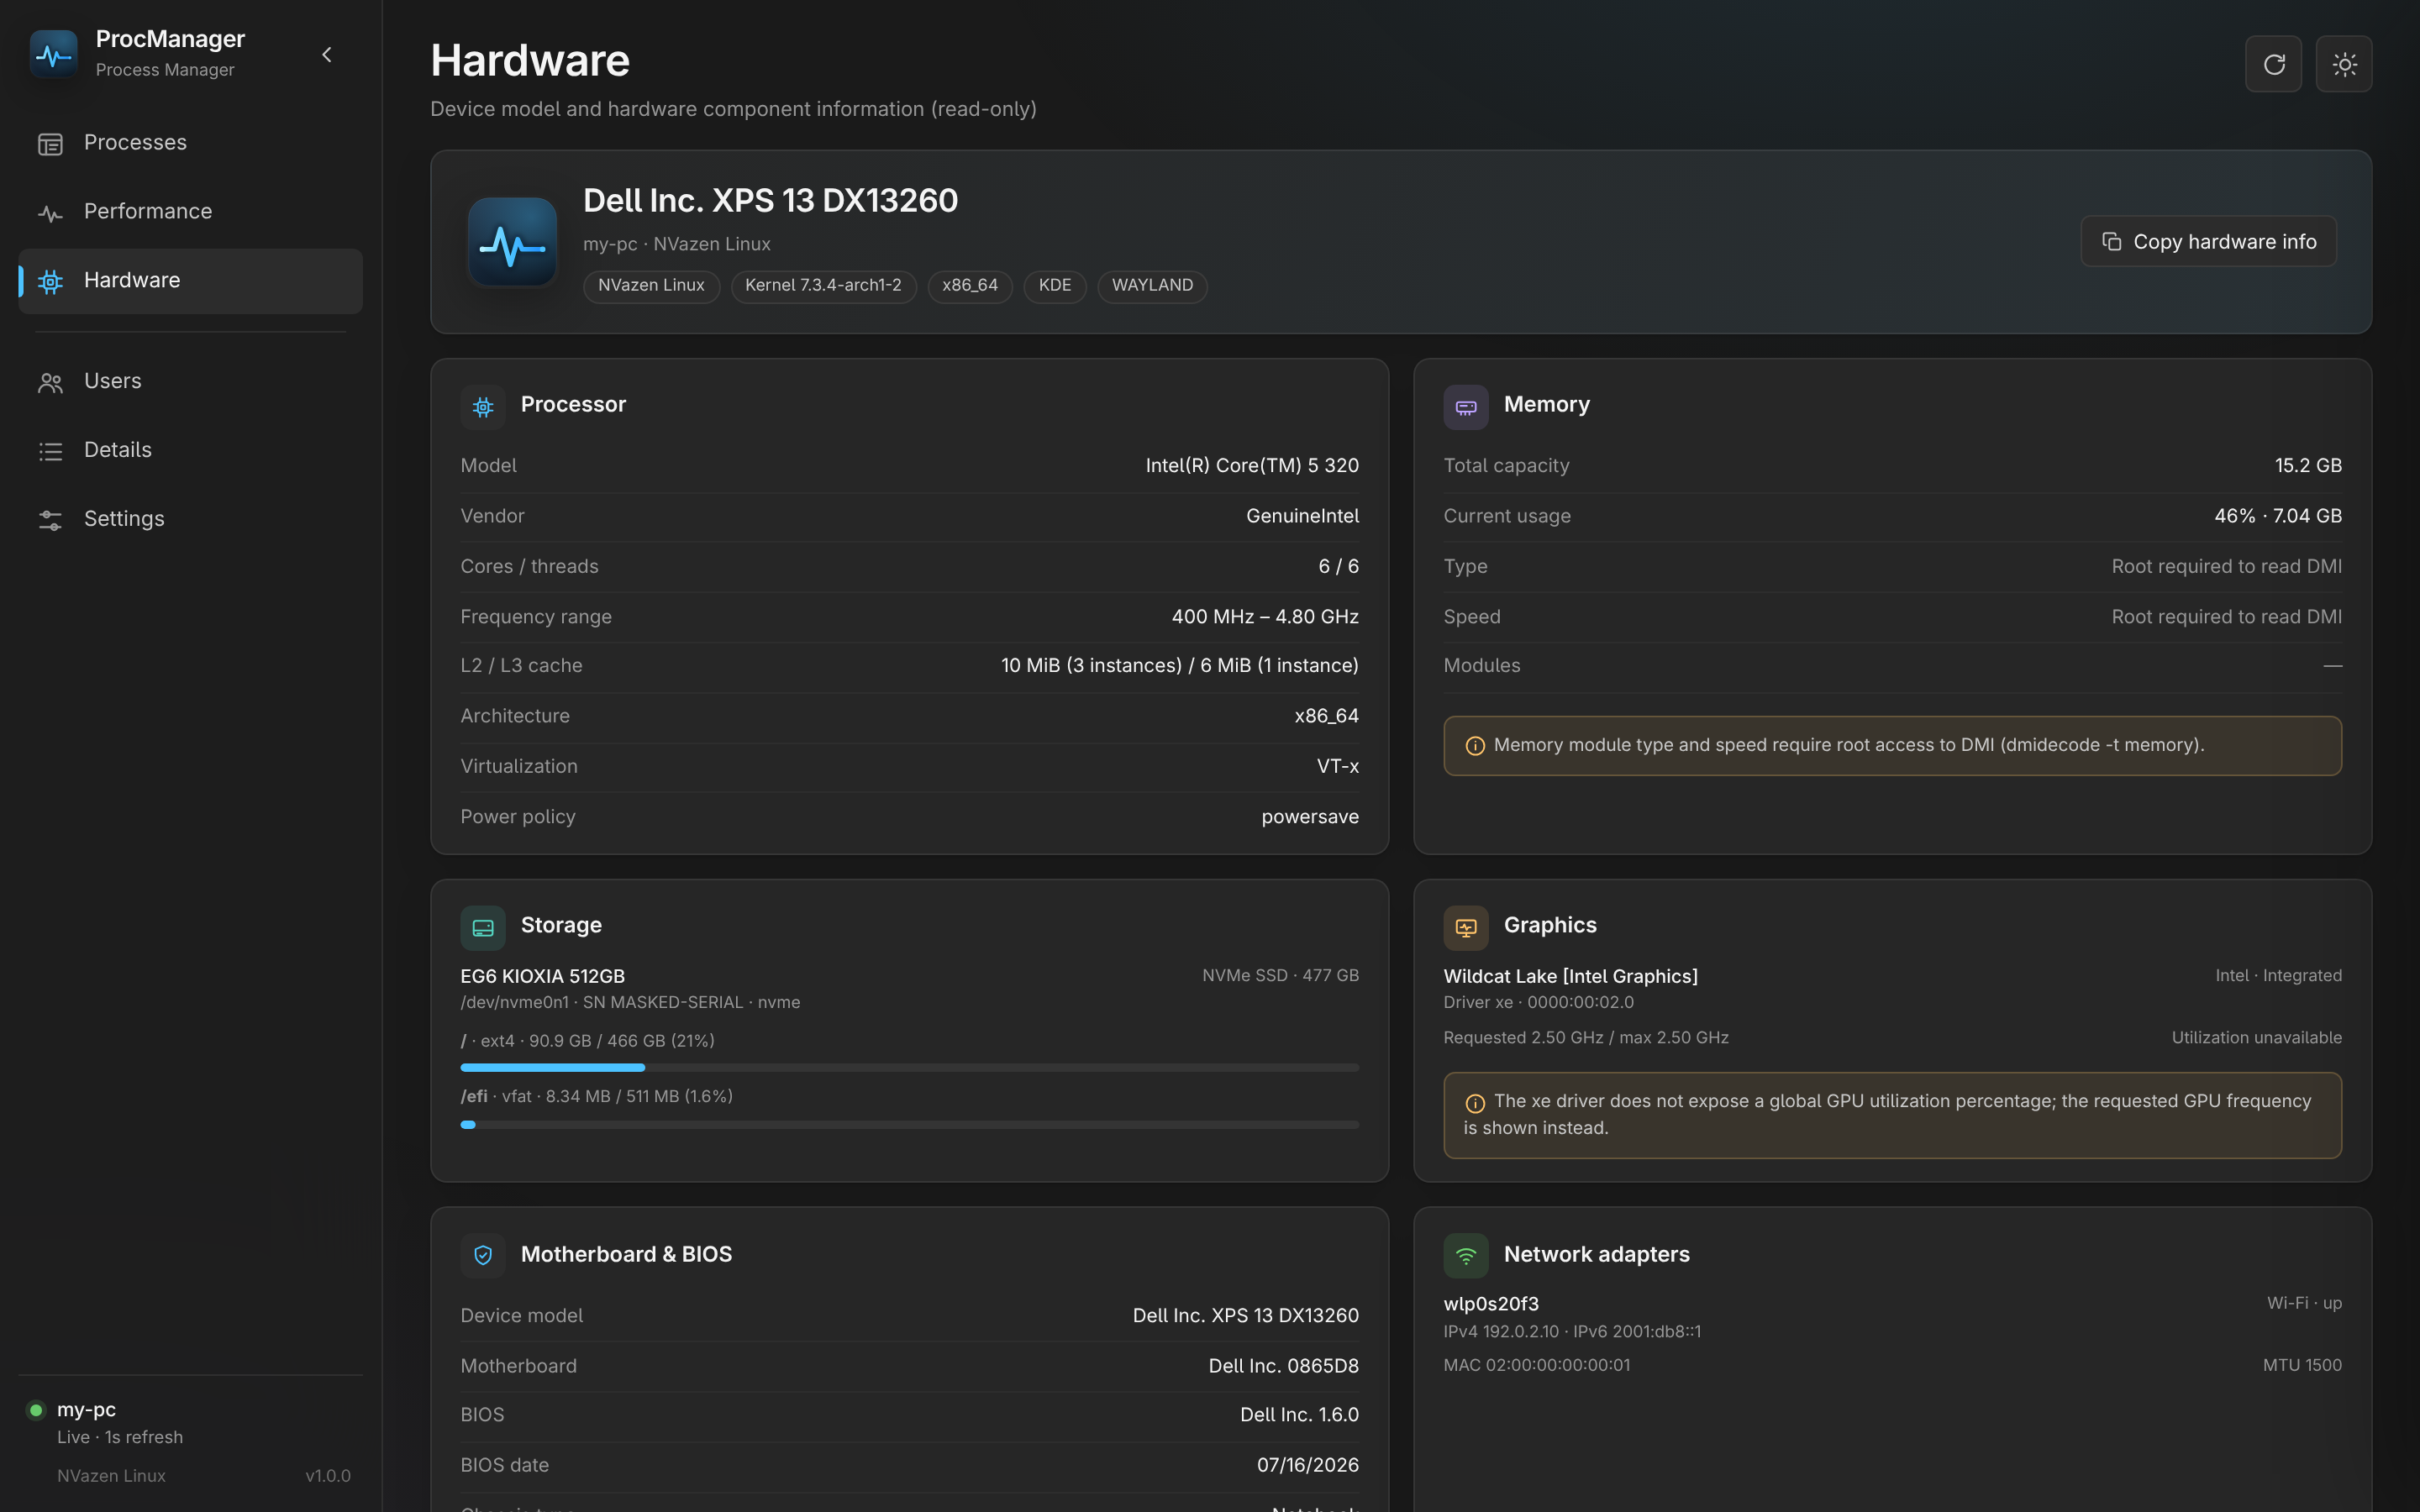 ProcManager
Process Manager
Processes
Performance
Hardware
Users
Details
Settings
my-pc
Live · 1s refresh
NVazen Linux v1.0.0
Hardware
Device model and hardware component information (read-only)
Dell Inc. XPS 13 DX13260
my-pc · NVazen Linux
NVazen Linux Kernel 7.3.4-arch1-2 x86_64 KDE WAYLAND
Copy hardware info
Processor
Model Intel(R) Core(TM) 5 320
Vendor GenuineIntel
Cores / threads 6 / 6
Frequency range 400 MHz – 4.80 GHz
L2 / L3 cache 10 MiB (3 instances) / 6 MiB (1 instance)
Architecture x86_64
Virtualization VT-x
Power policy powersave
Memory
Total capacity 15.2 GB
Current usage 46% · 7.04 GB
Type Root required to read DMI
Speed Root required to read DMI
Modules —
Memory module type and speed require root access to DMI (dmidecode -t memory).
Storage
EG6 KIOXIA 512GB NVMe SSD · 477 GB
/dev/nvme0n1 · SN MASKED-SERIAL · nvme
/ · ext4 · 90.9 GB / 466 GB (21%)
/efi · vfat · 8.34 MB / 511 MB (1.6%)
Graphics
Wildcat Lake [Intel Graphics] Intel · Integrated
Driver xe · 0000:00:02.0
Requested 2.50 GHz / max 2.50 GHz Utilization unavailable
The xe driver does not expose a global GPU utilization percentage; the requested GPU frequency
is shown instead.
Motherboard & BIOS
Device model Dell Inc. XPS 13 DX13260
Motherboard Dell Inc. 0865D8
BIOS Dell Inc. 1.6.0
BIOS date 07/16/2026
Network adapters
wlp0s20f3 Wi-Fi · up
IPv4 192.0.2.10 · IPv6 2001:db8::1
MAC 02:00:00:00:00:01 MTU 1500